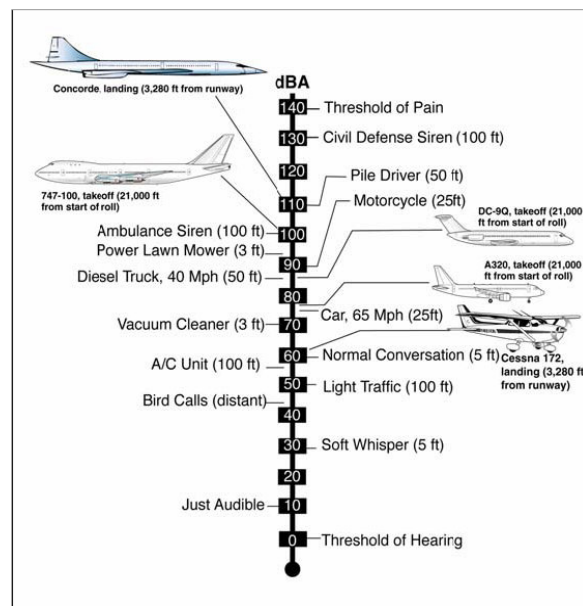 Concorde, landing (3,280 ft from runway)
dBA
140 Threshold of Pain
130 Civil Defense Siren (100 ft)
120
Pile Driver (50 ft)
110
747-100, takeoff (21,000 ft
from start of roll)
Motorcycle (25ft)
DC-9Q, takeoff (21,000
ft from start of roll)
Ambulance Siren (100 ft) 100
Power Lawn Mower (3 ft)
90
A320, takeoff (21,000
ft from start of roll)
Diesel Truck, 40 Mph (50 ft)
80
Car, 65 Mph (25ft)
Vacuum Cleaner (3 ft) 70
60 Normal Conversation (5 ft)
Cessna 172,
landing (3,280 ft
from runway)
A/C Unit (100 ft)
50 Light Traffic (100 ft)
Bird Calls (distant)
40
30 Soft Whisper (5 ft)
20
Just Audible 10
0 Threshold of Hearing